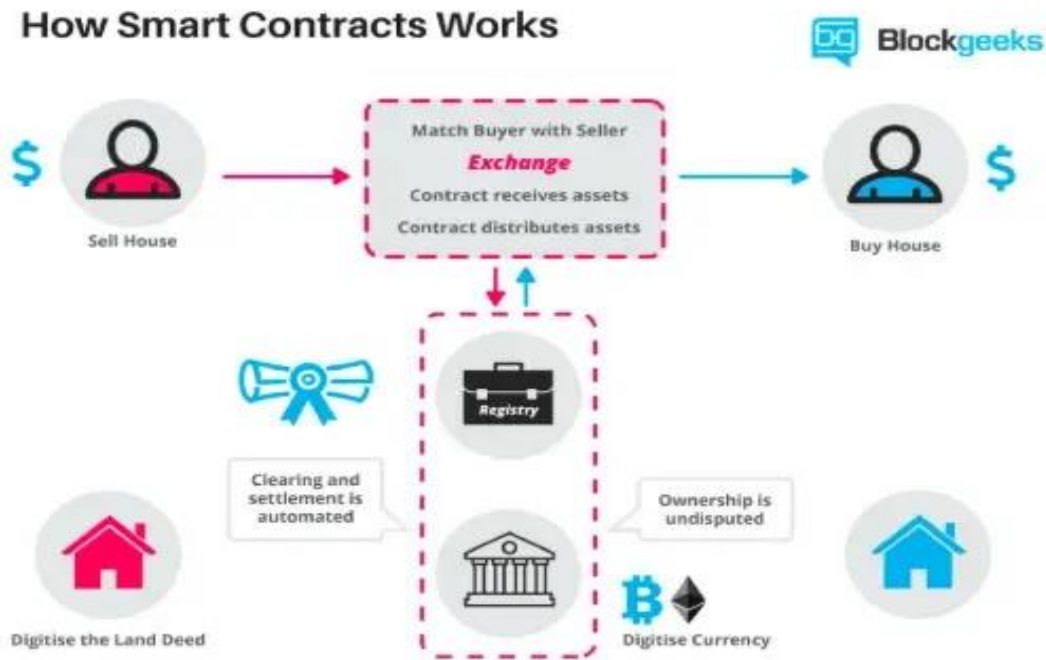 How Smart Contracts Works
Blockgeeks
Match Buyer with Seller
Exchange
Contract receives assets
Contract distributes assets
$
Sell House
$
Buy House
Registry
Clearing and
settlement is
automated
Ownership is
undisputed
Digitise the Land Deed
Digitise Currency